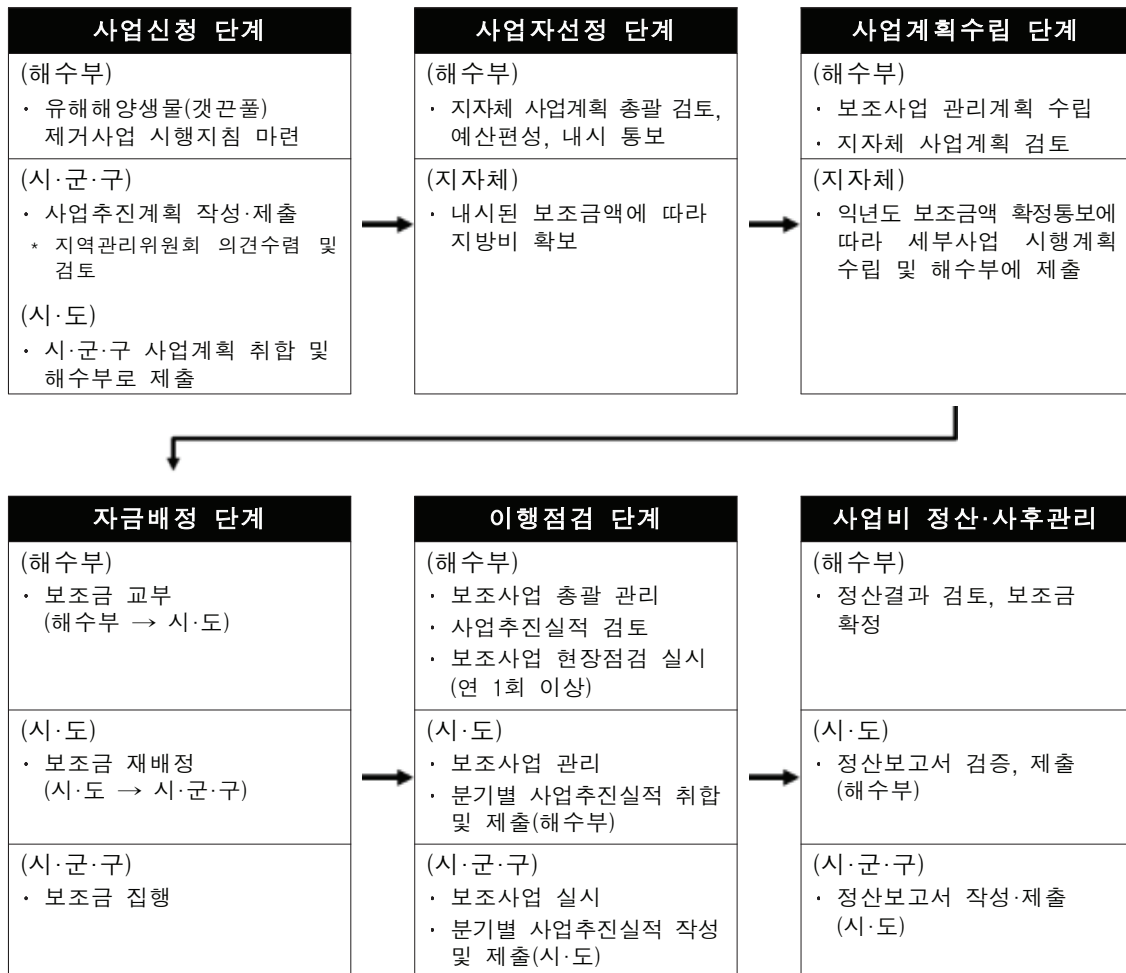 사업신청 단계
(해수부)
· 유해해양생물(갯끈풀)
제거사업 시행지침 마련
(시·군·구)
· 사업추진계획 작성·제출
* 지역관리위원회 의견수렴 및
검토
(시·도)
· 시·군·구 사업계획 취합 및
해수부로 제출
사업자선정 단계
(해수부)
· 지자체 사업계획 총괄 검토,
예산편성, 내시 통보
(지자체)
· 내시된 보조금액에 따라
지방비 확보
사업계획수립 단계
(해수부)
· 보조사업 관리계획 수립
· 지자체 사업계획 검토
(지자체)
· 익년도 보조금액 확정통보에
따라 세부사업 시행계획
수립 및 해수부에 제출
자금배정 단계
(해수부)
· 보조금 교부
(해수부 → 시·도)
(시·도)
· 보조금 재배정
(시·도 → 시·군·구)
(시·군·구)
· 보조금 집행
이행점검 단계
(해수부)
· 보조사업 총괄 관리
· 사업추진실적 검토
· 보조사업 현장점검 실시
(연 1회 이상)
(시·도)
· 보조사업 관리
· 분기별 사업추진실적 취합
및 제출(해수부)
(시·군·구)
· 보조사업 실시
· 분기별 사업추진실적 작성
및 제출(시·도)
사업비 정산·사후관리
(해수부)
· 정산결과 검토, 보조금
확정
(시·도)
· 정산보고서 검증, 제출
(해수부)
(시·군·구)
· 정산보고서 작성·제출
(시·도)